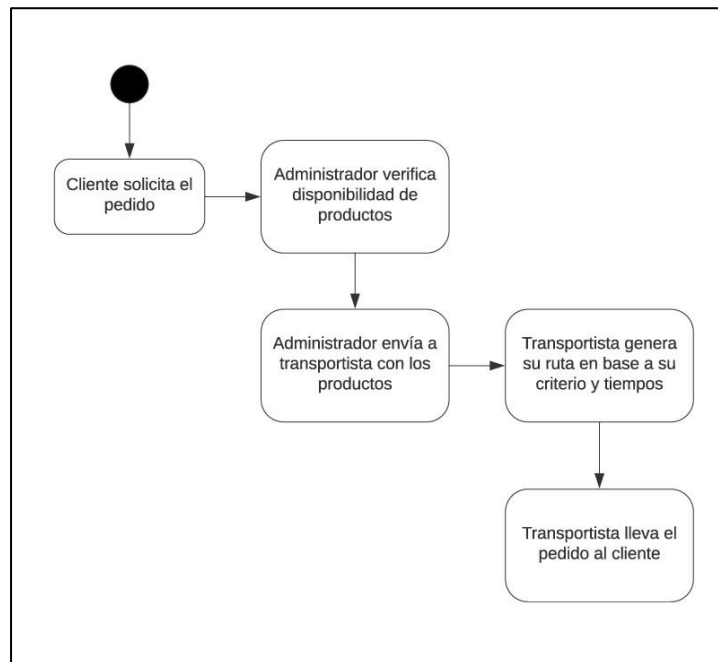 Cliente solicita el
pedido
Administrador verifica
disponibilidad de
productos
Administrador envía a
transportista con los
productos
Transportista genera
su ruta en base a su
criterio y tiempos
Transportista lleva el
pedido al cliente